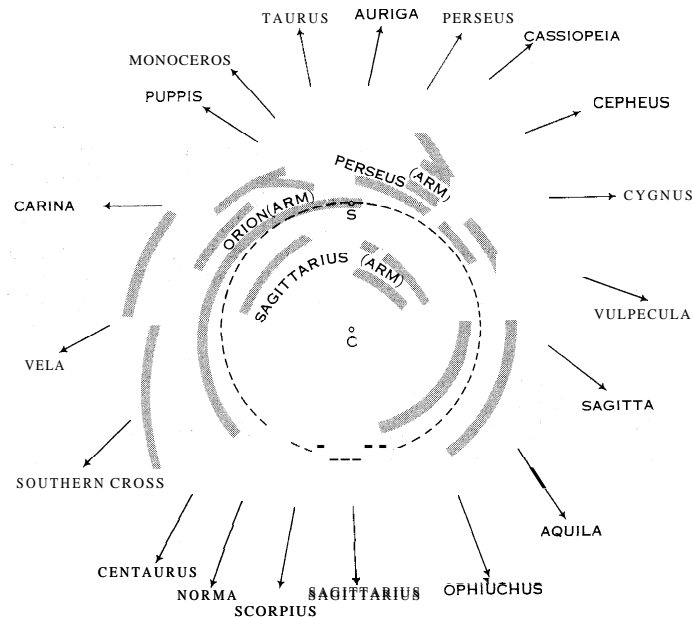 TAURUS
AURIGA
PERSEUS
CASSIOPEIA
MONOCEROS
PUPPIS
CEPHEUS
PERSEUS (ARM)
CARINA
ORION(ARM)
S
CYGNUS
SAGITTARIUS (ARM)
VULPECULA
C
VELA
SAGITTA
SOUTHERN CROSS
AQUILA
CENTAURUS
NORMA
SCORPIUS
SAGITTARIUS
OPHIUCHUS